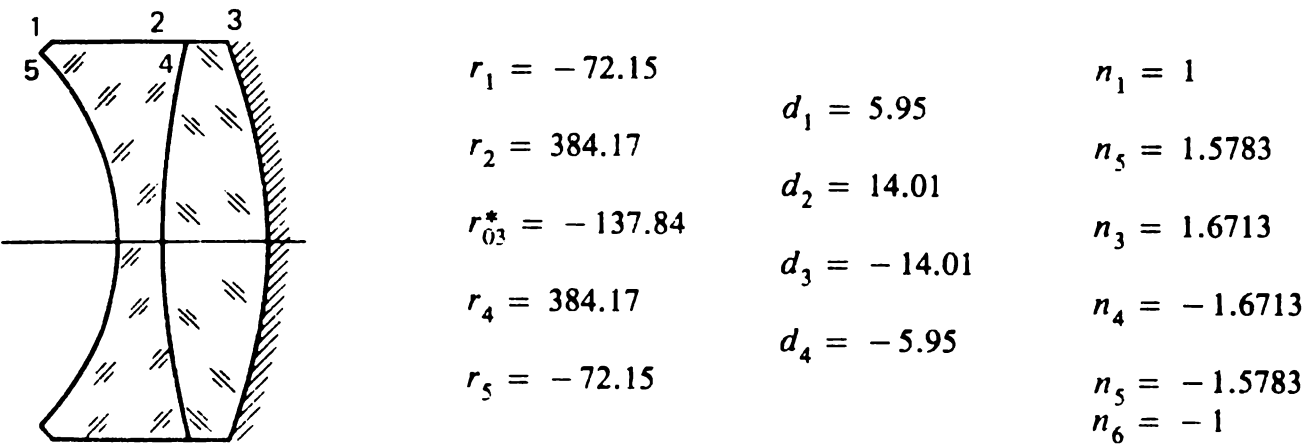 1 2 3
5 4
r₁ = − 72.15
r₂ = 384.17
r*₀₃ = − 137.84
r₄ = 384.17
r₅ = − 72.15
d₁ = 5.95
d₂ = 14.01
d₃ = − 14.01
d₄ = − 5.95
n₁ = 1
n₅ = 1.5783
n₃ = 1.6713
n₄ = − 1.6713
n₅ = − 1.5783
n₆ = − 1